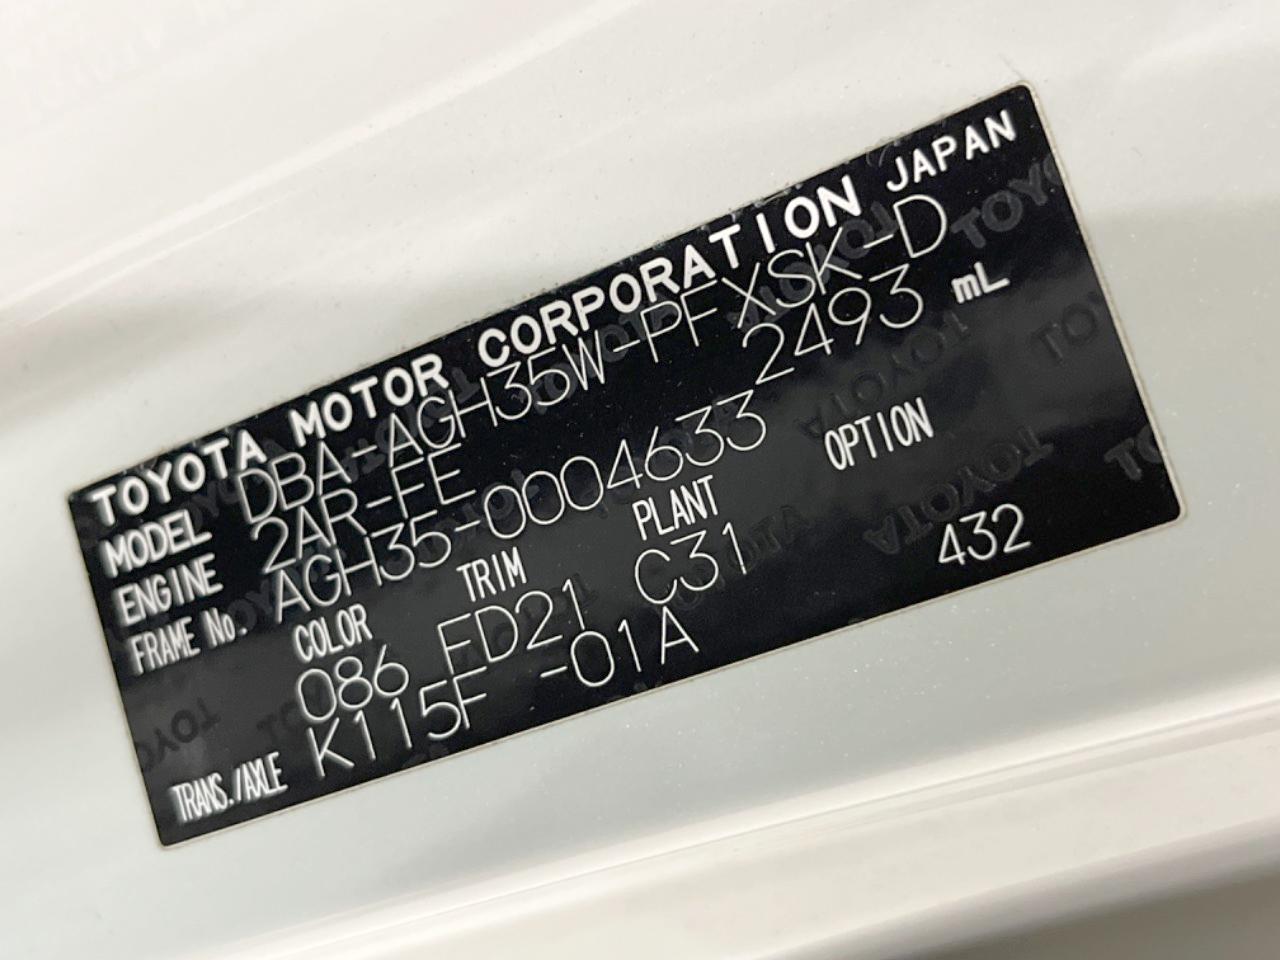 TOYOTA MOTOR CORPORATION JAPAN
MODEL DBA-AGH35W-PFXSK-D
ENGINE 2AR-FE 2493 mL
FRAME No. AGH35-0004633
COLOR TRIM PLANT OPTION
086 FD21 C31 432
TRANS./AXLE K115F -01A